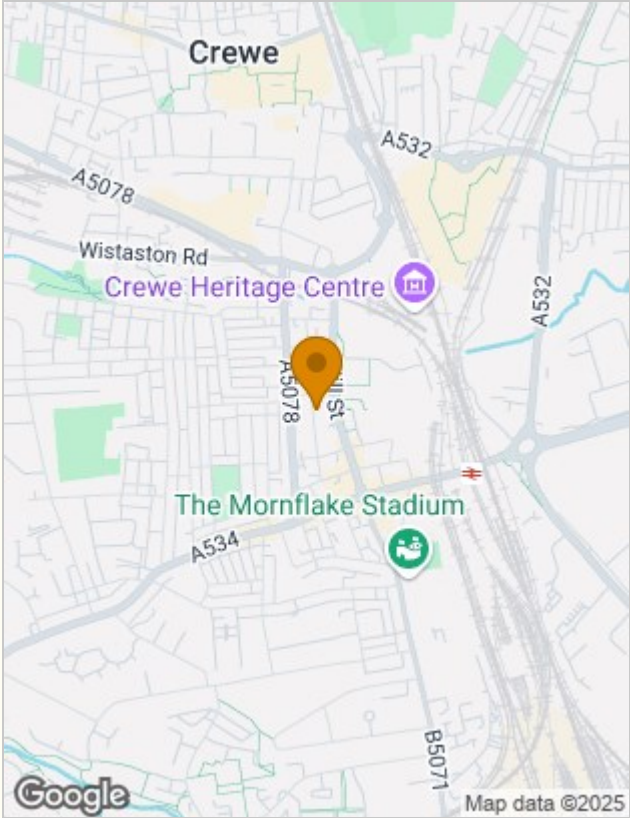 Crewe
A532
A5078
Wistaston Rd
Crewe Heritage Centre
A532
A5078
St
The Mornflake Stadium
A534
B5071
Google
Map data ©2025